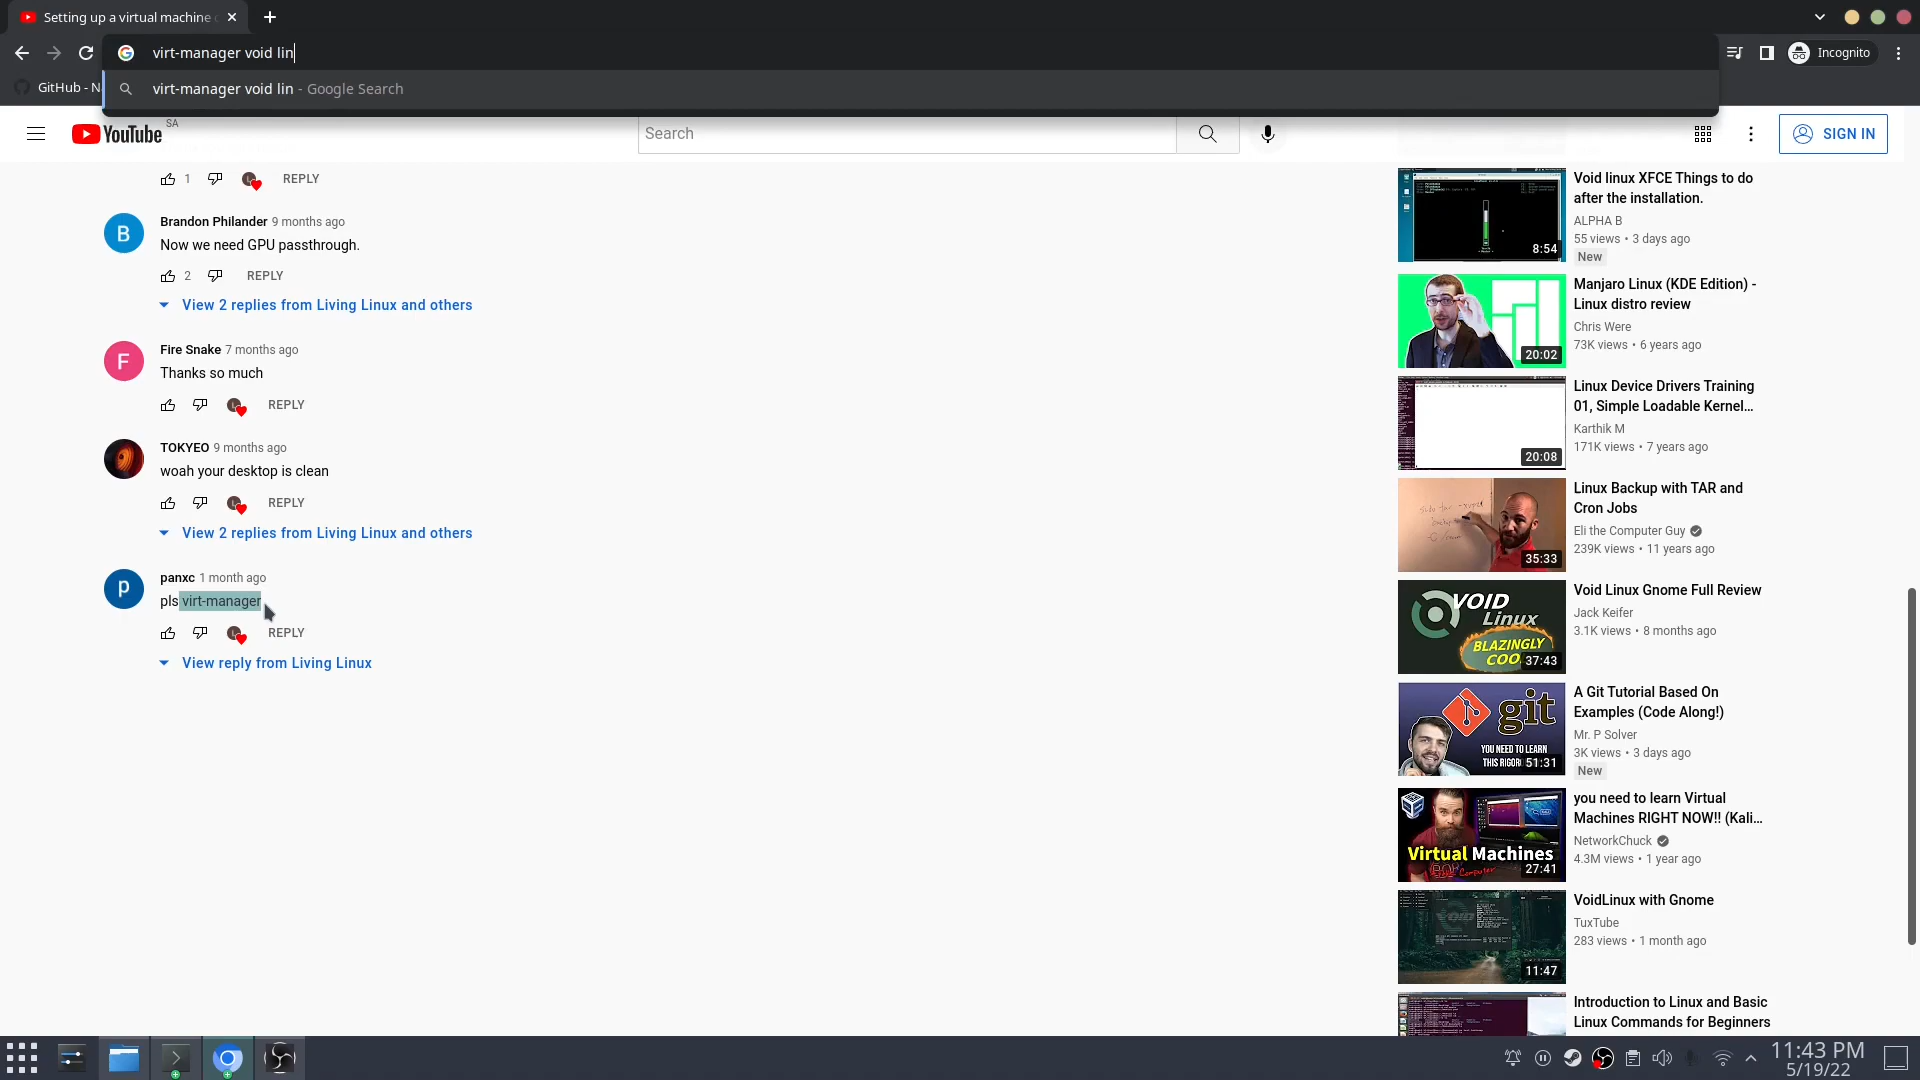 Setting up a virtual machine
virt-manager void lin
Incognito
GitHub - N
virt-manager void lin - Google Search
YouTube SA
Search
SIGN IN
1 REPLY
Brandon Philander 9 months ago
Now we need GPU passthrough.
2 REPLY
View 2 replies from Living Linux and others
Fire Snake 7 months ago
Thanks so much
REPLY
TOKYEO 9 months ago
woah your desktop is clean
REPLY
View 2 replies from Living Linux and others
panxc 1 month ago
pls virt-manager
REPLY
View reply from Living Linux
8:54
Void linux XFCE Things to do
after the installation.
ALPHA B
55 views • 3 days ago
New
20:02
Manjaro Linux (KDE Edition) -
Linux distro review
Chris Were
73K views • 6 years ago
20:08
Linux Device Drivers Training
01, Simple Loadable Kernel...
Karthik M
171K views • 7 years ago
35:33
Linux Backup with TAR and
Cron Jobs
Eli the Computer Guy
239K views • 11 years ago
VOID
Linux
BLAZINGLY
COO
37:43
Void Linux Gnome Full Review
Jack Keifer
3.1K views • 8 months ago
git
YOU NEED TO LEARN
THIS RIGOR
51:31
A Git Tutorial Based On
Examples (Code Along!)
Mr. P Solver
3K views • 3 days ago
New
Virtual Machines
27:41
you need to learn Virtual
Machines RIGHT NOW!! (Kali...
NetworkChuck
4.3M views • 1 year ago
11:47
VoidLinux with Gnome
TuxTube
283 views • 1 month ago
Introduction to Linux and Basic
Linux Commands for Beginners
11:43 PM
5/19/22